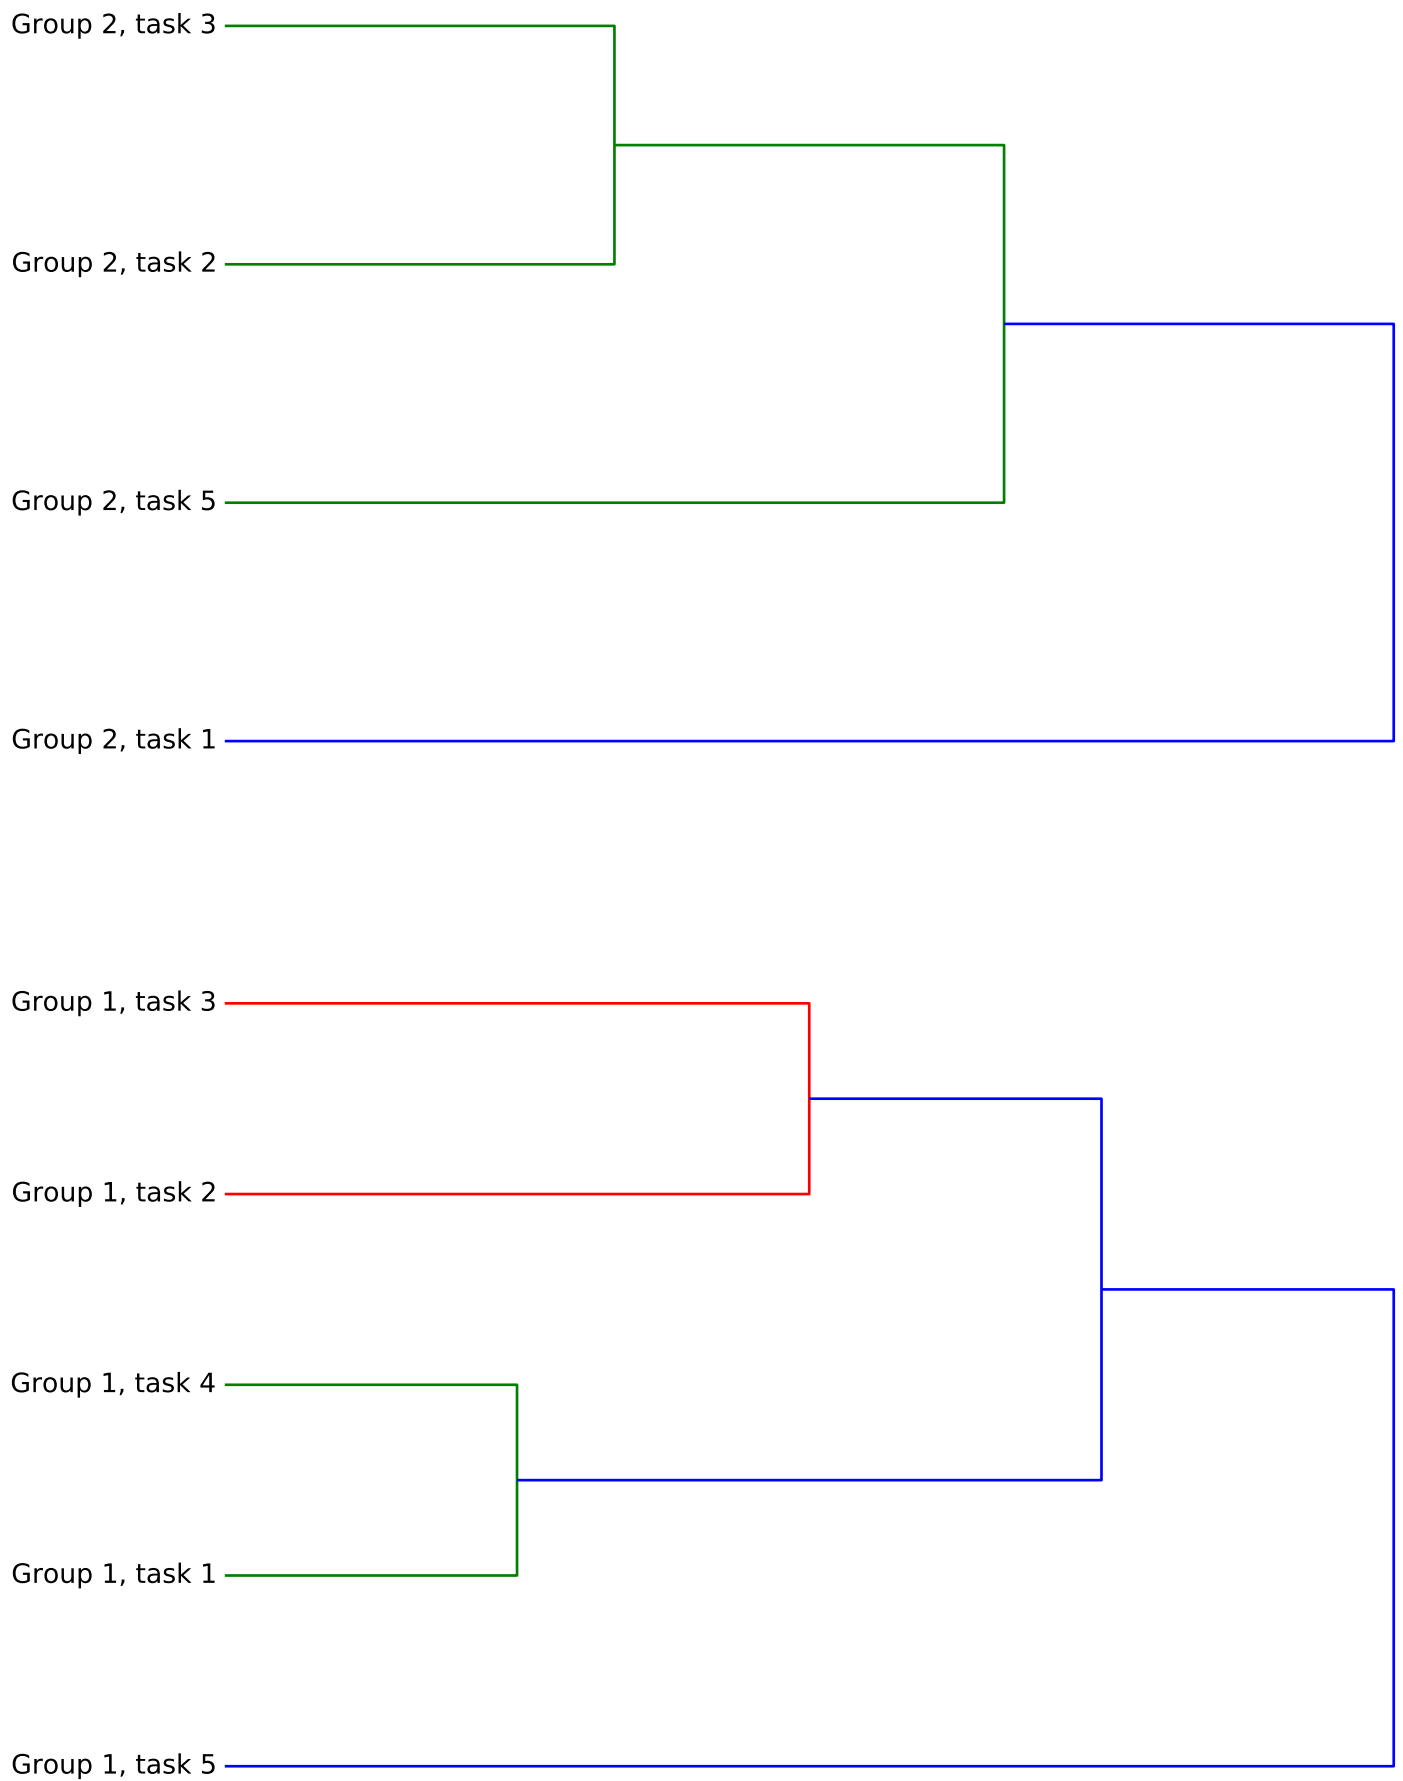 Group 2, task 3
Group 2, task 2
Group 2, task 5
Group 2, task 1
Group 1, task 3
Group 1, task 2
Group 1, task 4
Group 1, task 1
Group 1, task 5